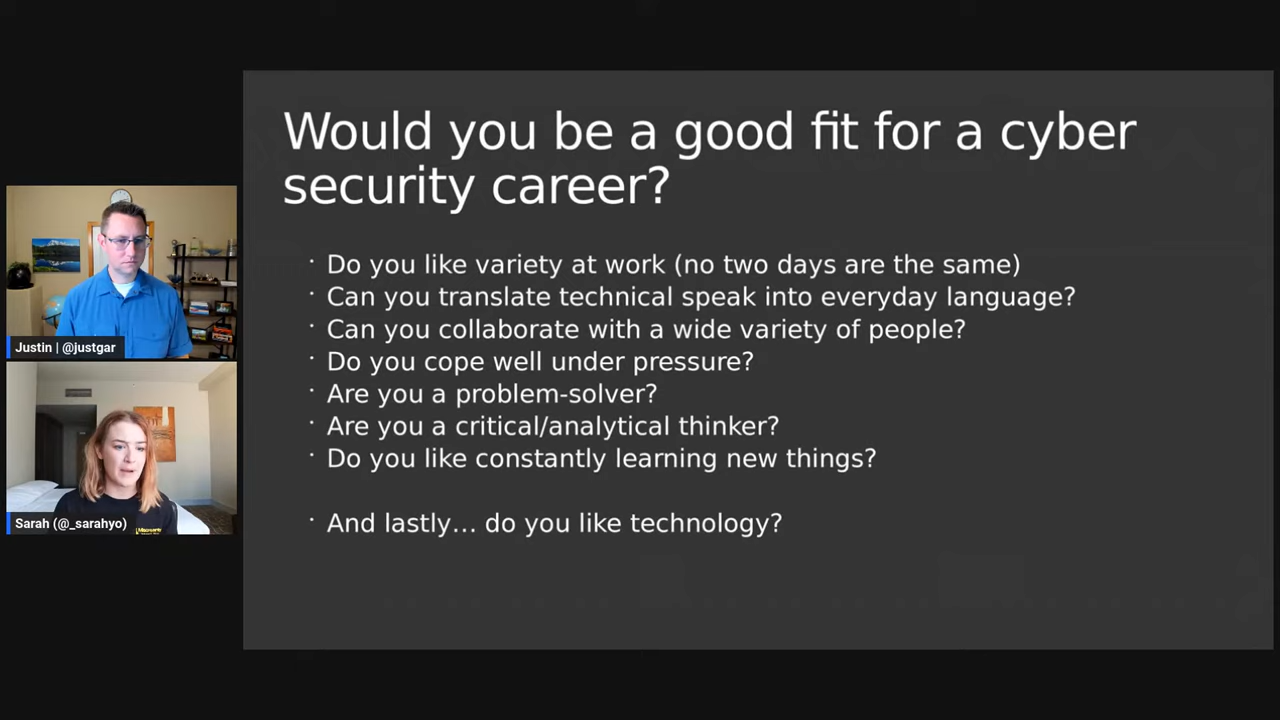 Would you be a good fit for a cyber
security career?
· Do you like variety at work (no two days are the same)
· Can you translate technical speak into everyday language?
· Can you collaborate with a wide variety of people?
· Do you cope well under pressure?
· Are you a problem-solver?
· Are you a critical/analytical thinker?
· Do you like constantly learning new things?
· And lastly... do you like technology?
Justin | @justgar
Sarah (@_sarahyo)